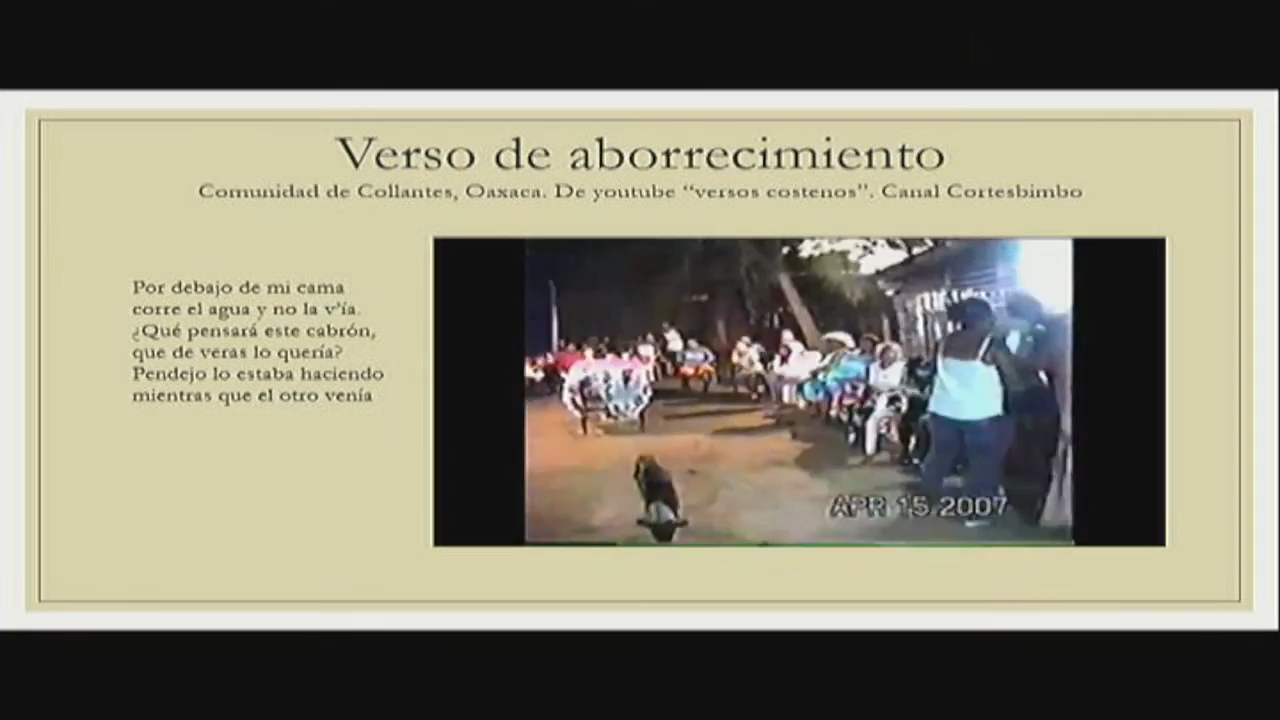 Verso de aborrecimiento
Comunidad de Collantes, Oaxaca. De youtube “versos costenos”. Canal Cortesbimbo
Por debajo de mi cama
corre el agua y no la v’ía.
¿Qué pensará este cabrón,
que de veras lo quería?
Pendejo lo estaba haciendo
mientras que el otro venía
APR 15 2007